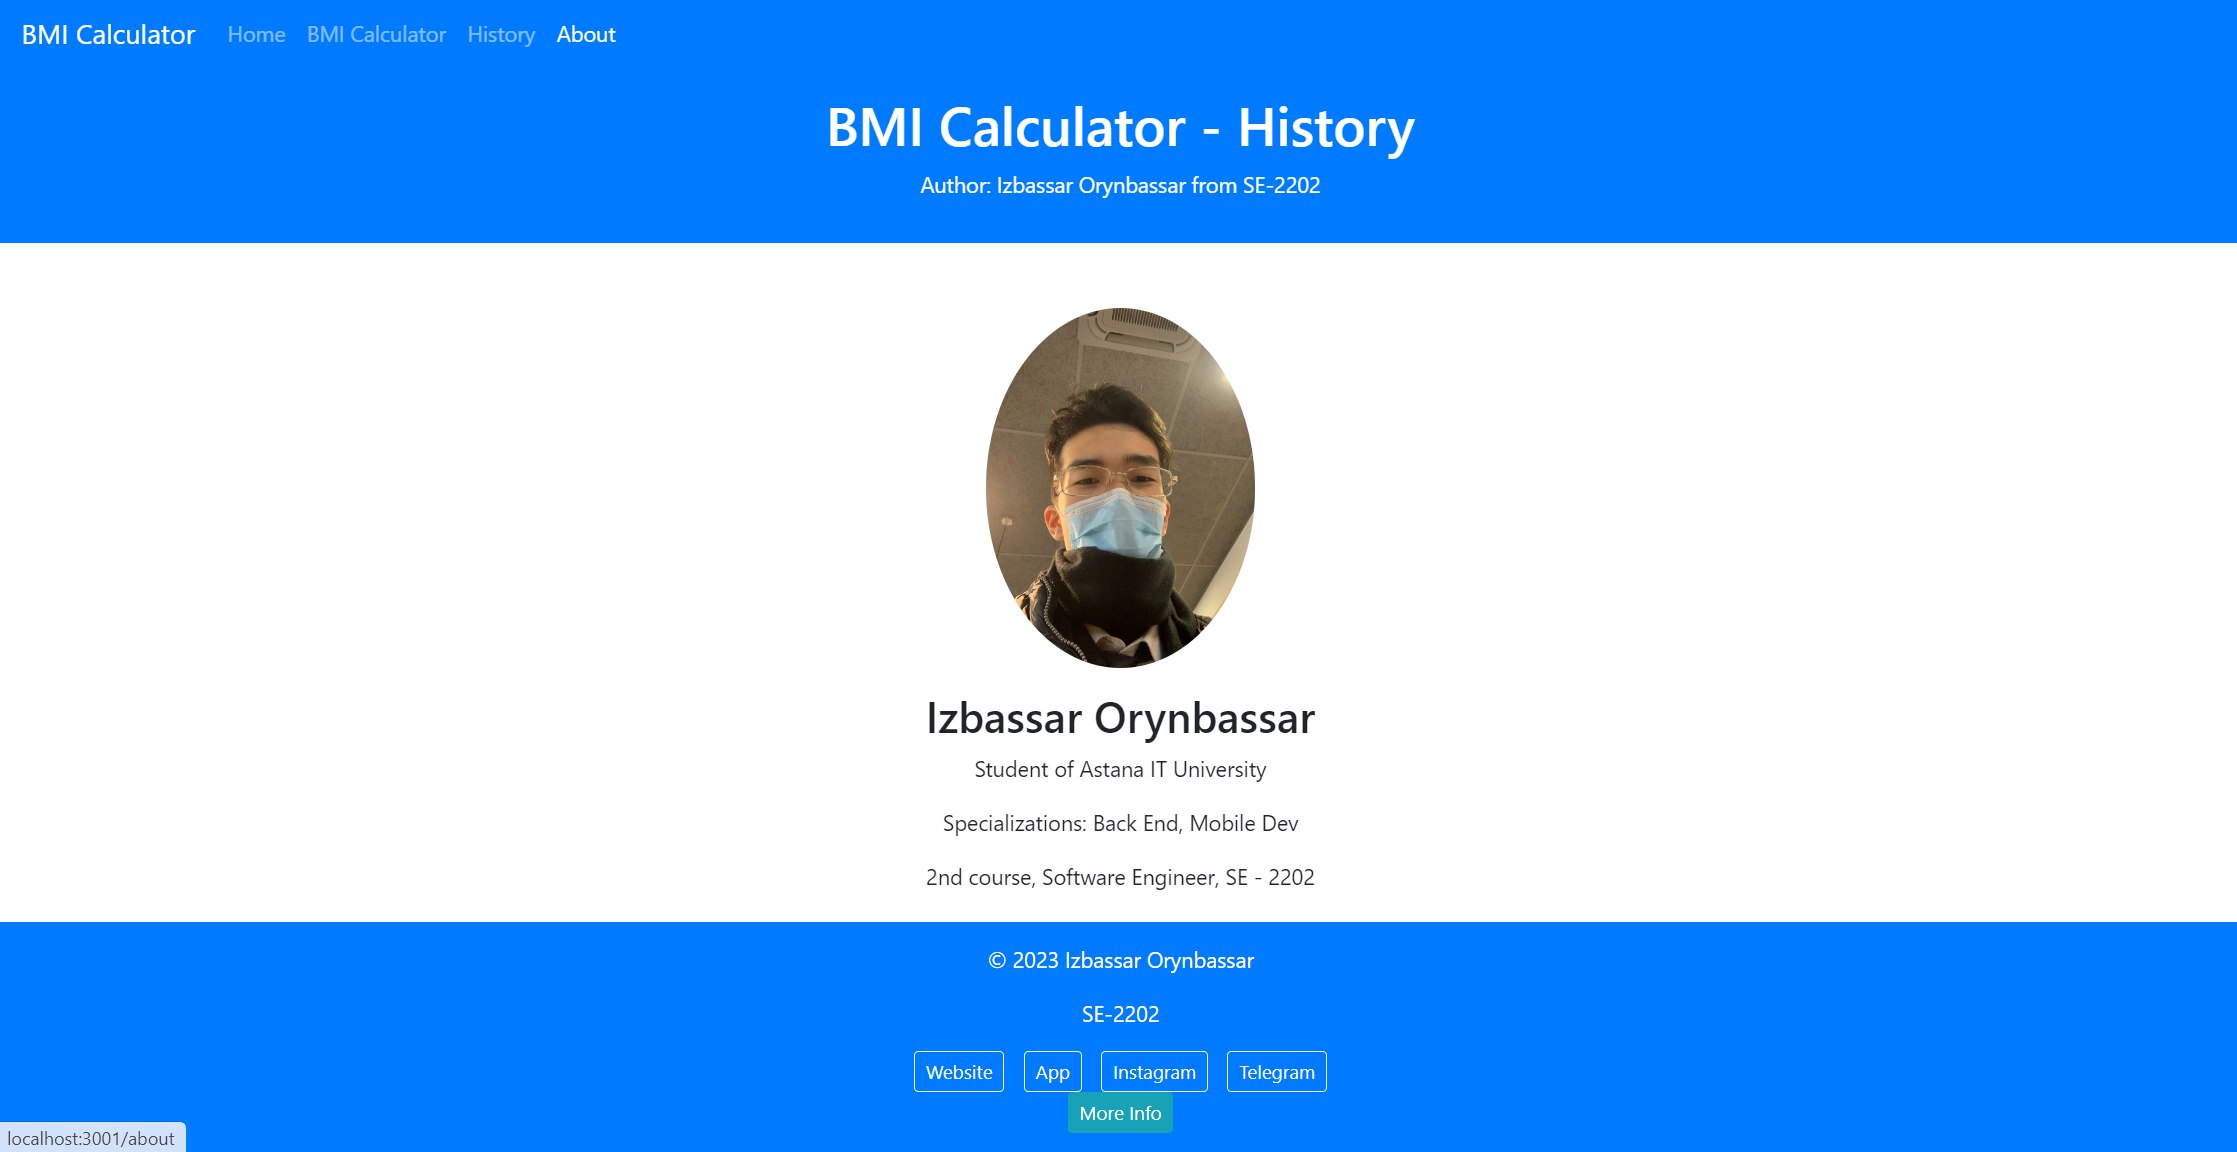 BMI Calculator Home BMI Calculator History About
BMI Calculator - History
Author: Izbassar Orynbassar from SE-2202
Izbassar Orynbassar
Student of Astana IT University
Specializations: Back End, Mobile Dev
2nd course, Software Engineer, SE - 2202
© 2023 Izbassar Orynbassar
SE-2202
Website App Instagram Telegram
More Info
localhost:3001/about